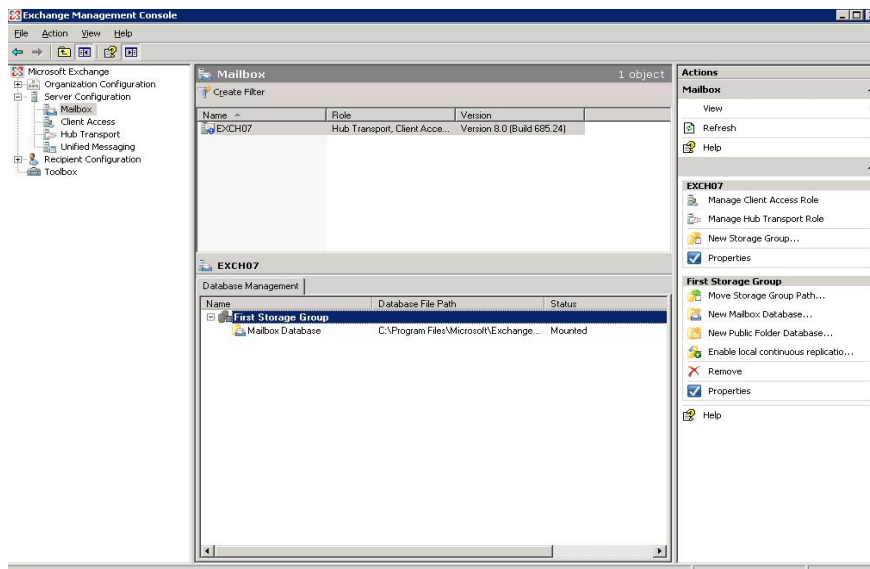 Exchange Management Console
File Action View Help
Microsoft Exchange
Organization Configuration
Server Configuration
Mailbox
Client Access
Hub Transport
Unified Messaging
Recipient Configuration
Toolbox
Mailbox 1 object
Create Filter
Name Role Version
EXCH07 Hub Transport, Client Acce... Version 8.0 (Build 685.24)
EXCH07
Database Management
Name Database File Path Status
First Storage Group
Mailbox Database C:\Program Files\Microsoft\Exchange... Mounted
Actions
Mailbox
View
Refresh
Help
EXCH07
Manage Client Access Role
Manage Hub Transport Role
New Storage Group...
Properties
First Storage Group
Move Storage Group Path...
New Mailbox Database...
New Public Folder Database...
Enable local continuous replicatio...
Remove
Properties
Help